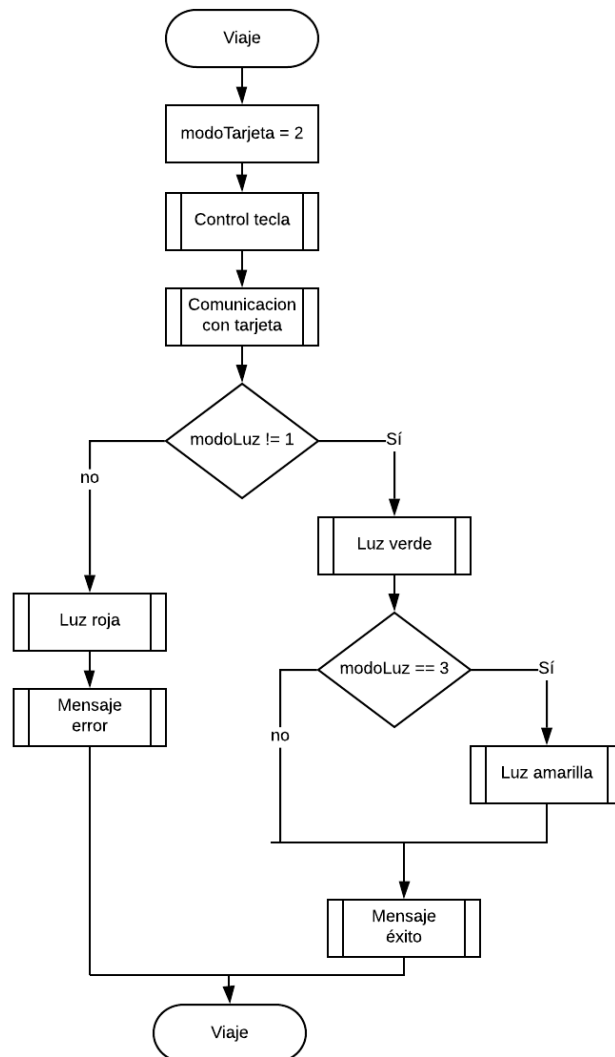 Viaje
modoTarjeta = 2
Control tecla
Comunicacion
con tarjeta
modoLuz != 1
Sí
no
Luz verde
Luz roja
modoLuz == 3
Sí
no
Mensaje
error
Luz amarilla
Mensaje
éxito
Viaje